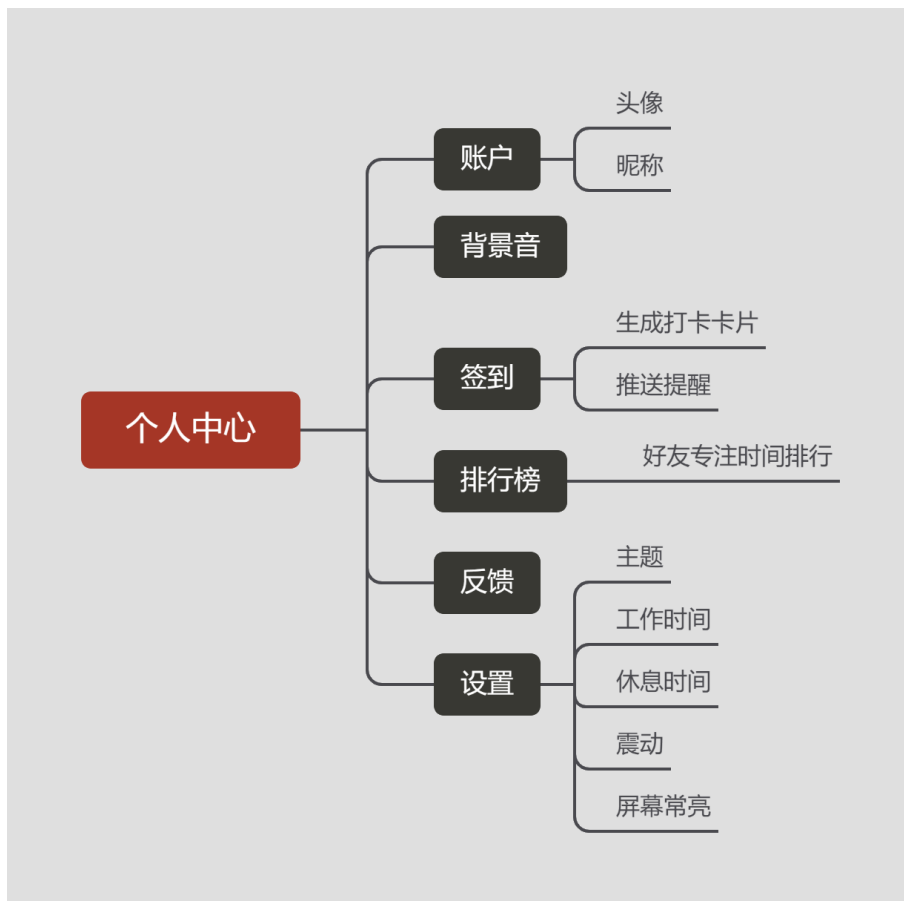 头像
账户
昵称
背景音
生成打卡卡片
签到
推送提醒
个人中心
好友专注时间排行
排行榜
主题
反馈
工作时间
设置
休息时间
震动
屏幕常亮